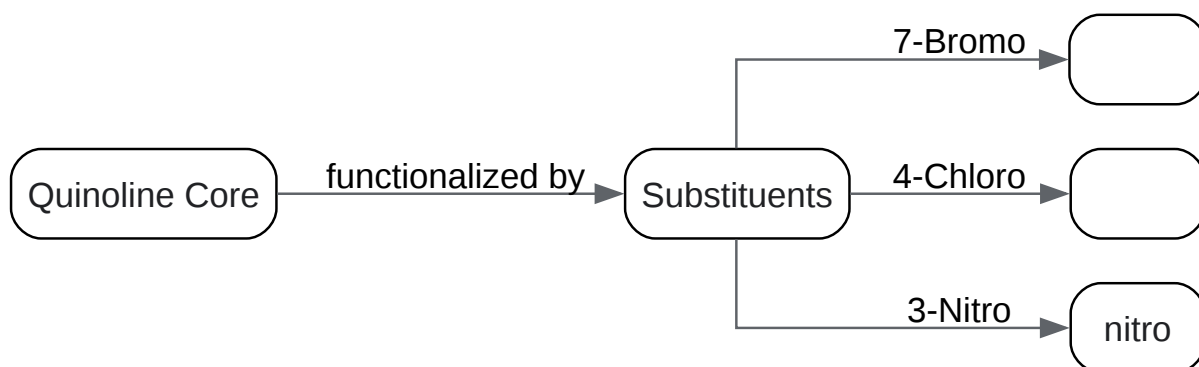 7-Bromo
Quinoline Core
functionalized by
Substituents
4-Chloro
3-Nitro
nitro